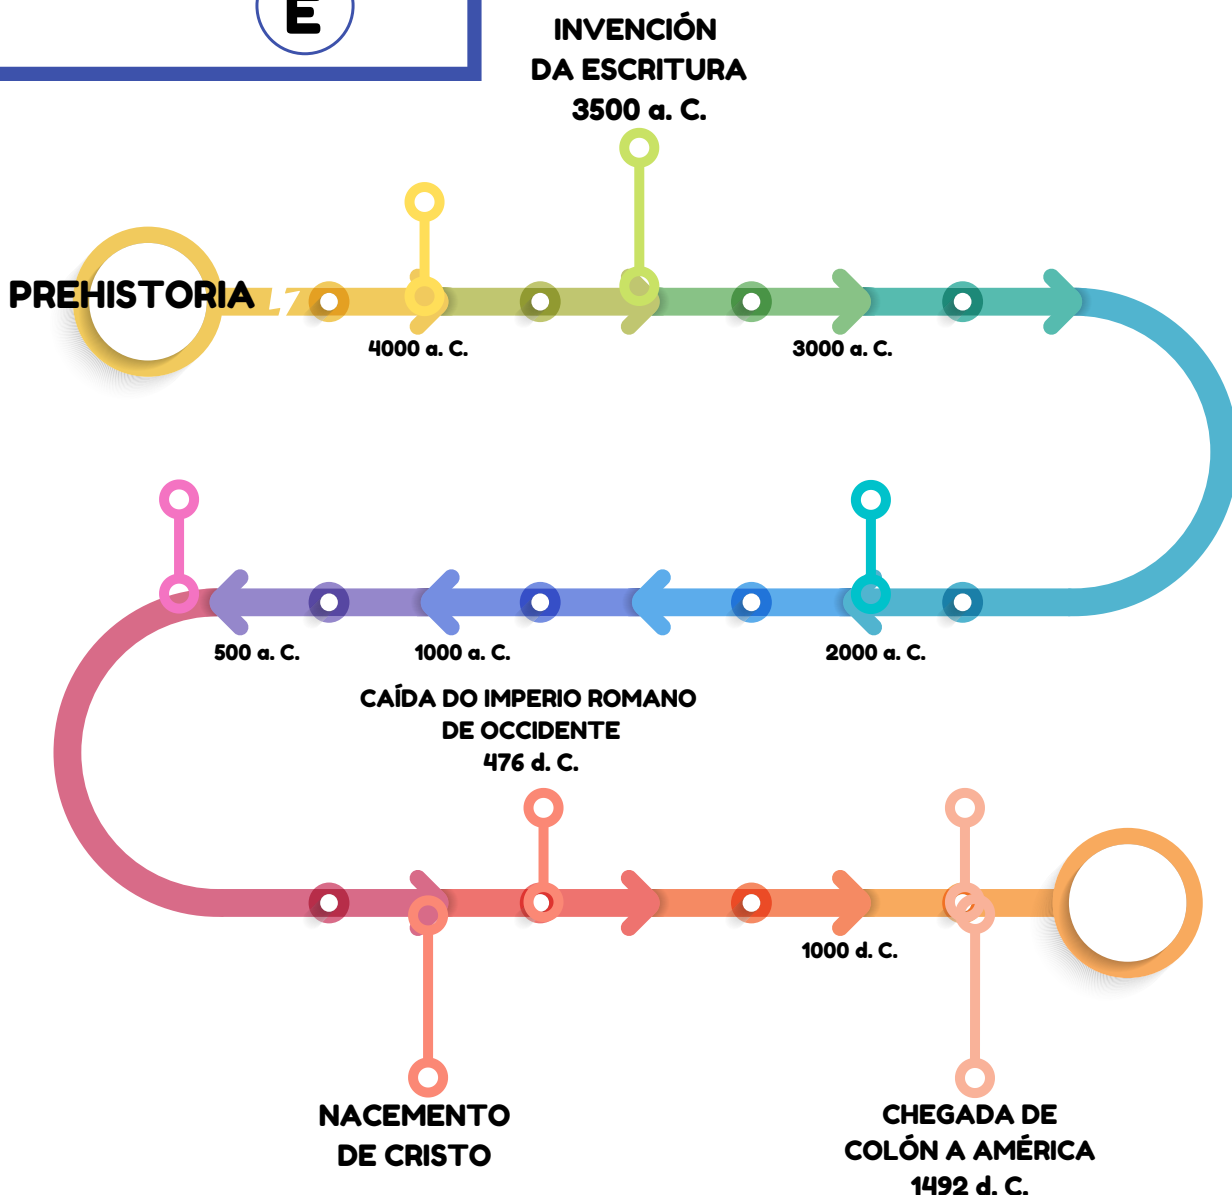 E
INVENCIÓN
DA ESCRITURA
3500 a. C.
PREHISTORIA
4000 a. C.
3000 a. C.
500 a. C.
1000 a. C.
2000 a. C.
CAÍDA DO IMPERIO ROMANO
DE OCCIDENTE
476 d. C.
1000 d. C.
NACEMENTO
DE CRISTO
CHEGADA DE
COLÓN A AMÉRICA
1492 d. C.